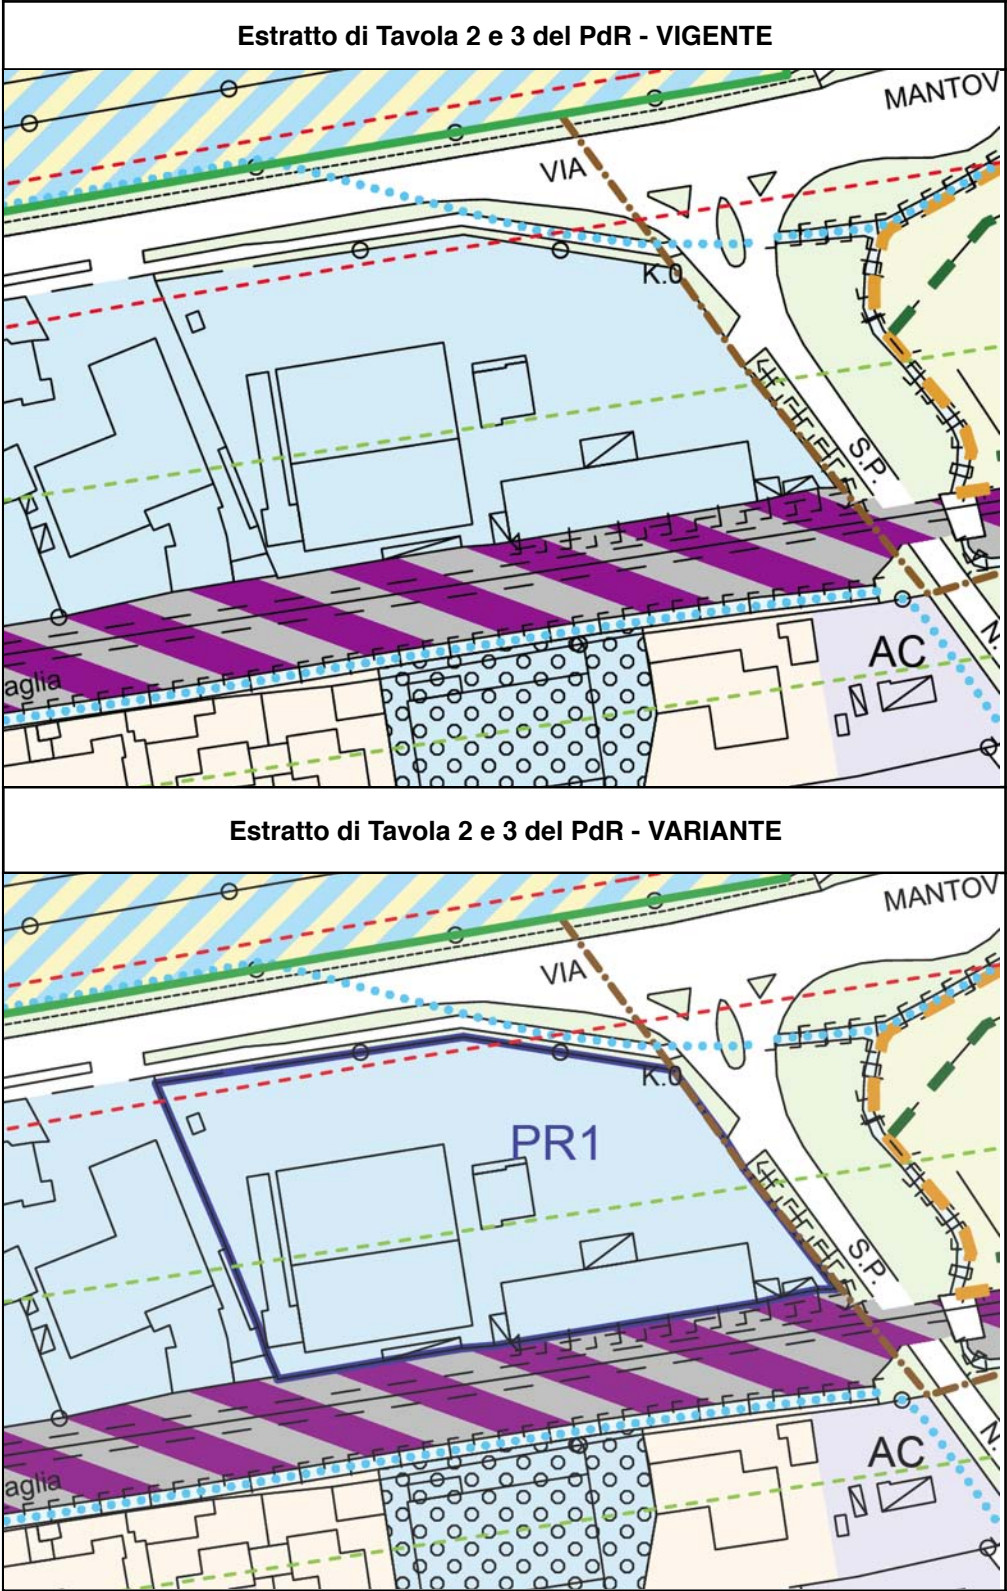 Estratto di Tavola 2 e 3 del PdR - VIGENTE
MANTOV
VIA
K.0
S.P.
N.
AC
aglia
Estratto di Tavola 2 e 3 del PdR - VARIANTE
MANTOV
VIA
K.0
PR1
S.P.
N.
AC
aglia